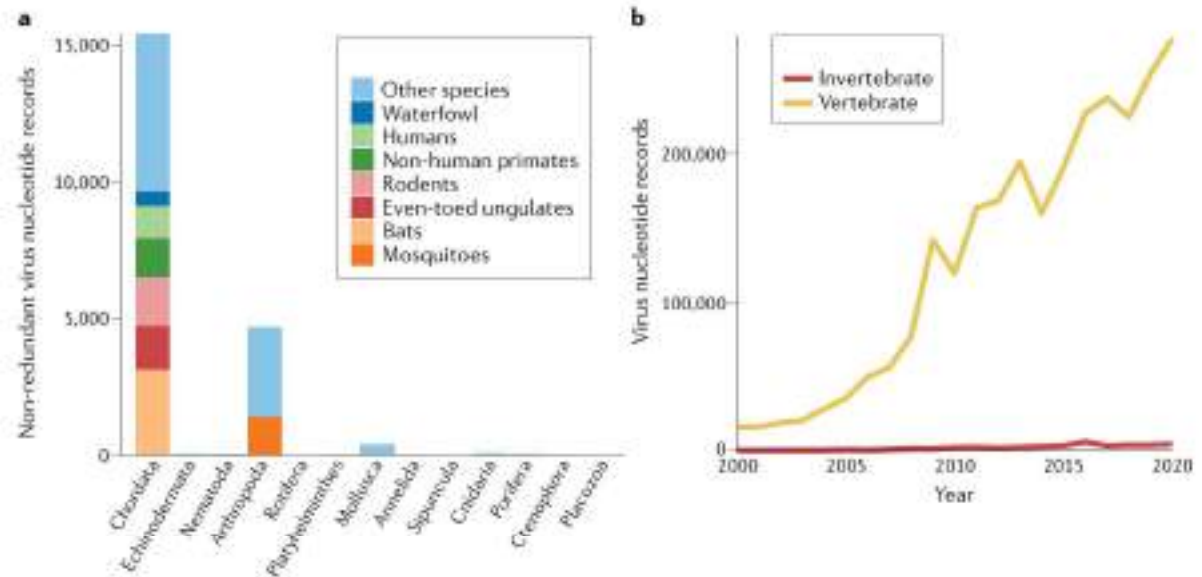 a
Non-redundant virus nucleotide records
15,000
10,000
5,000
0
Other species
Waterfowl
Humans
Non-human primates
Rodents
Even-toed ungulates
Bats
Mosquitoes
Chordata
Echinodermata
Nematoda
Arthropoda
Rotifera
Platyhelminthes
Mollusca
Annelida
Sipuncula
Cnidaria
Porifera
Ctenophora
Placozoa
b
Virus nucleotide records
200,000
100,000
0
Invertebrate
Vertebrate
2000 2005 2010 2015 2020
Year